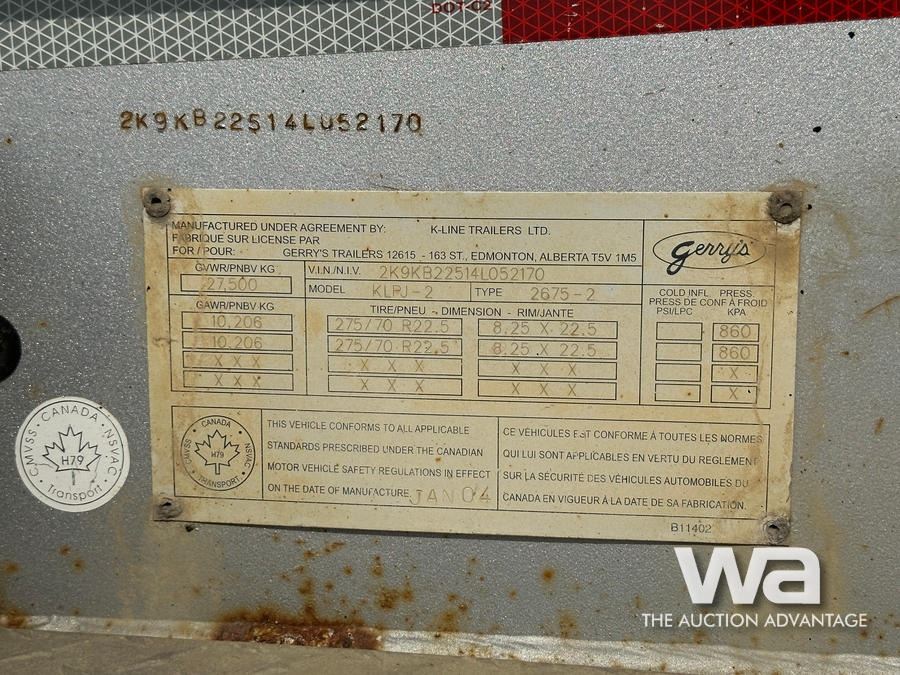 DOT-C2
2K9KB22514L052170
MANUFACTURED UNDER AGREEMENT BY: K-LINE TRAILERS LTD.
FABRIQUE SUR LICENSE PAR
FOR / POUR: GERRY'S TRAILERS 12615 - 163 ST., EDMONTON, ALBERTA T5V 1M5
Gerry's
GVWR/PNBV KG
27,500
V.I.N./N.I.V. 2K9KB22514L052170
MODEL KLPJ-2 TYPE 2675-2
COLD INFL. PRESS.
PRESS DE CONF À FROID
PSI/LPC KPA
GAWR/PNBV KG
TIRE/PNEU - DIMENSION - RIM/JANTE
10,206 275/70 R22.5 8.25 X 22.5 860
10,206 275/70 R22.5 8.25 X 22.5 860
X X X X X X X X X X
X X X X X X X X X X
CANADA
CMVSS H79 NSVAC
TRANSPORT
THIS VEHICLE CONFORMS TO ALL APPLICABLE
STANDARDS PRESCRIBED UNDER THE CANADIAN
MOTOR VEHICLE SAFETY REGULATIONS IN EFFECT
ON THE DATE OF MANUFACTURE. JAN 04
CE VÉHICULES EST CONFORME À TOUTES LES NORMES
QUI LUI SONT APPLICABLES EN VERTU DU REGLEMENT
SUR LA SÉCURITÉ DES VÉHICULES AUTOMOBILES DU
CANADA EN VIGUEUR À LA DATE DE SA FABRICATION.
B11402
CANADA
CMVSS H79 NSVAC
Transport
wa
THE AUCTION ADVANTAGE